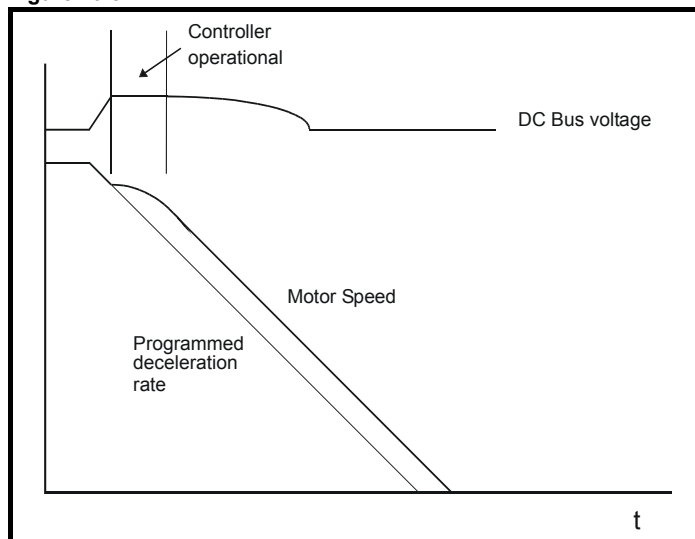 Controller
operational
DC Bus voltage
Motor Speed
Programmed
deceleration
rate
t